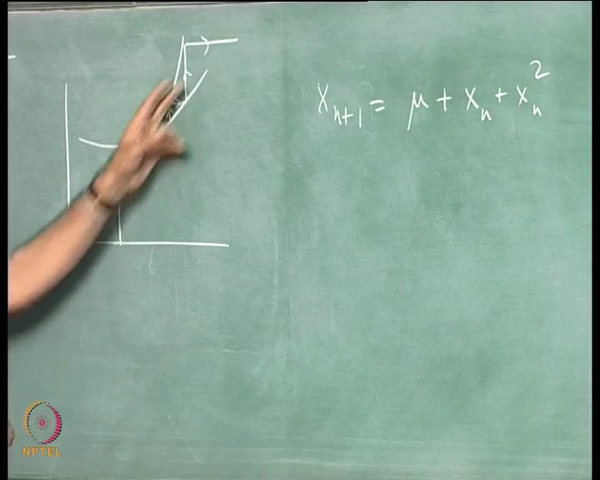 x_{n+1} = μ + x_n + x_n^2
NPTEL